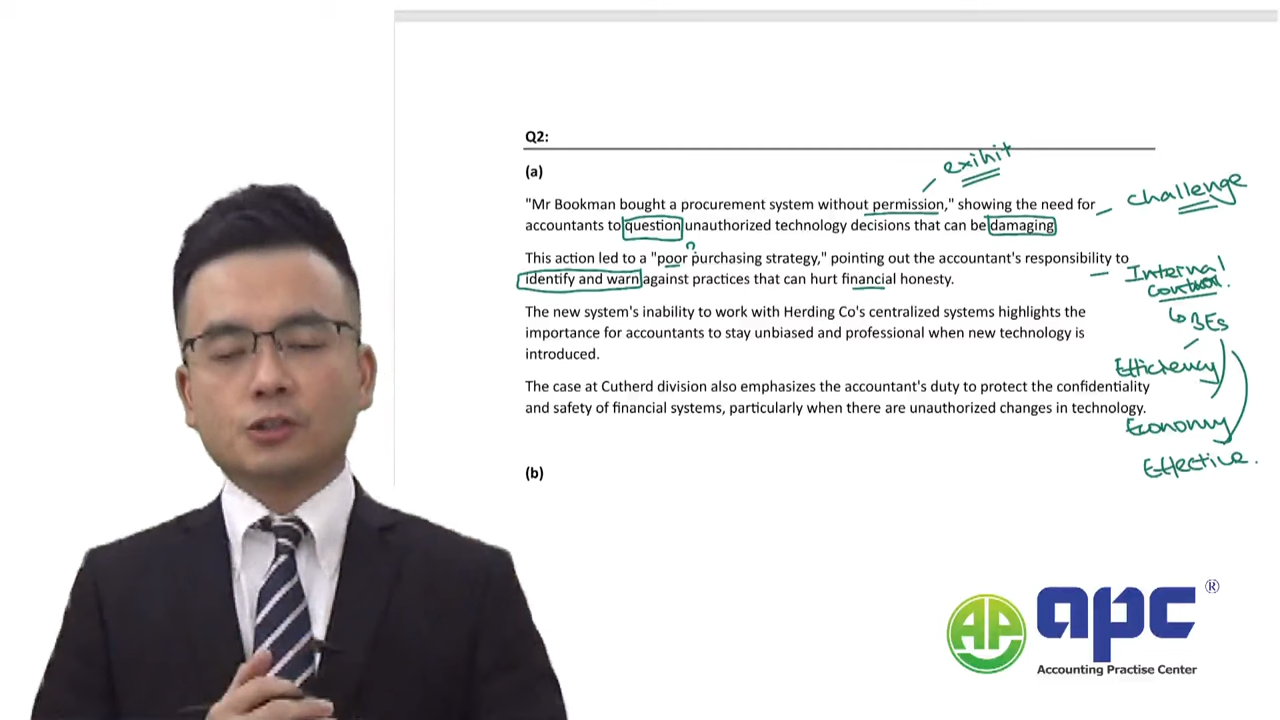 Q2:
(a)
exihit
"Mr Bookman bought a procurement system without permission," showing the need for
challenge
accountants to question unauthorized technology decisions that can be damaging
This action led to a "poor purchasing strategy," pointing out the accountant's responsibility to
Internal
identify and warn against practices that can hurt financial honesty.
control.
The new system's inability to work with Herding Co's centralized systems highlights the
3Es
importance for accountants to stay unbiased and professional when new technology is
introduced.
Efficiency
The case at Cutherd division also emphasizes the accountant's duty to protect the confidentiality
and safety of financial systems, particularly when there are unauthorized changes in technology.
Economy
Effective.
(b)
AP
apc®
Accounting Practise Center